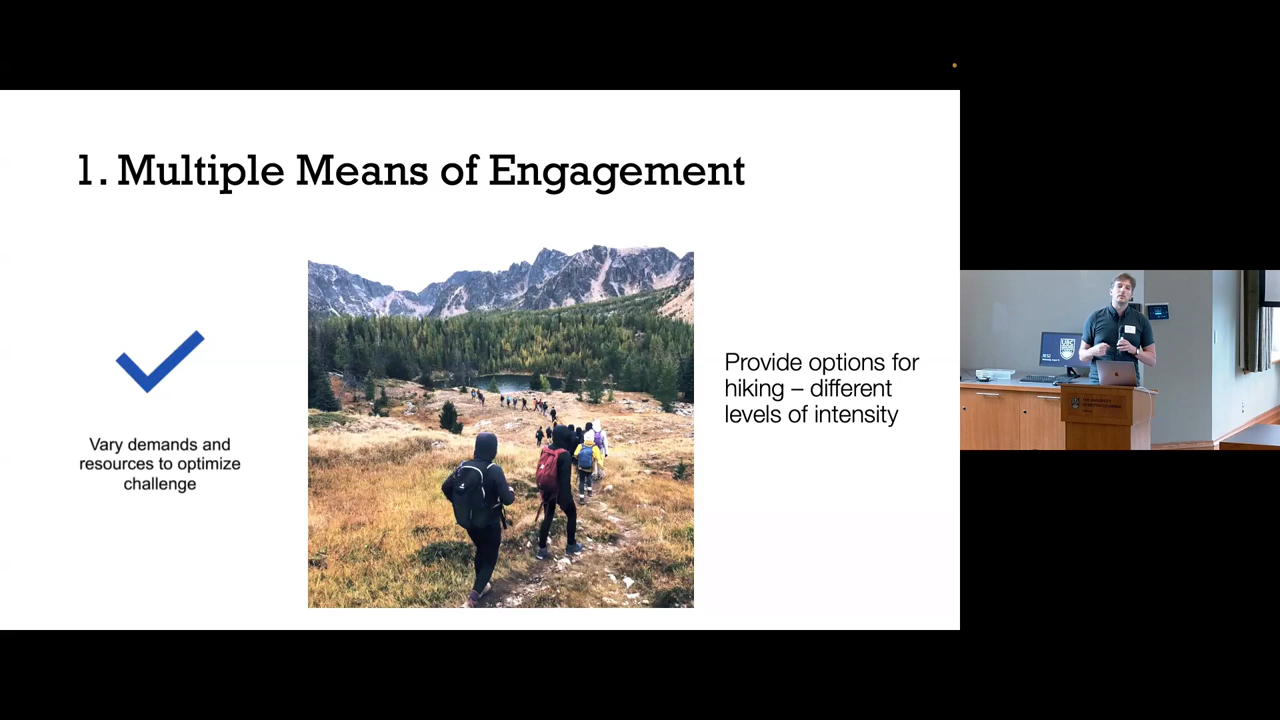 1. Multiple Means of Engagement
Vary demands and
resources to optimize
challenge
Provide options for
hiking – different
levels of intensity
UBC